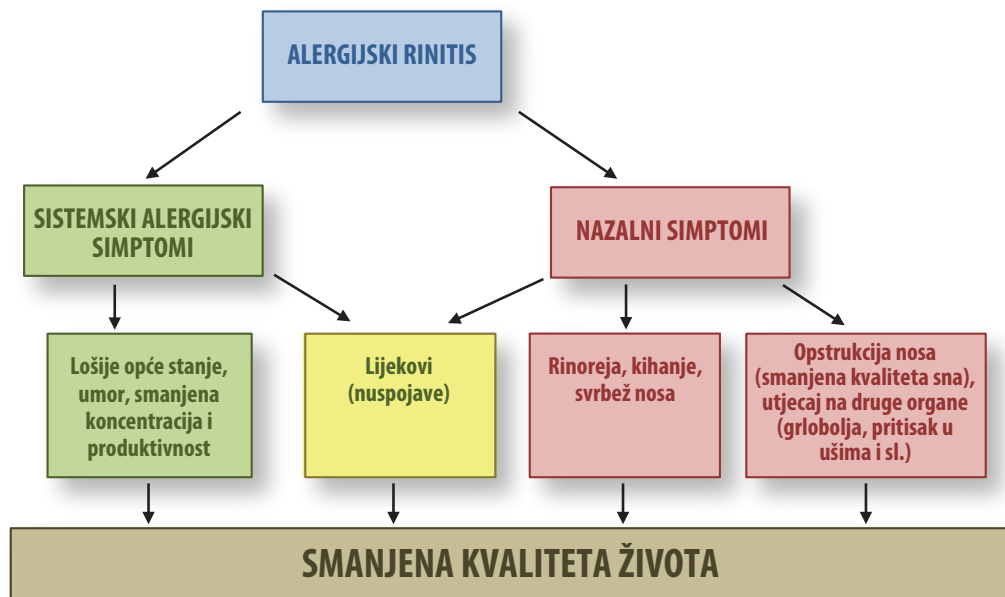 ALERGIJSKI RINITIS
SISTEMSKI ALERGIJSKI
SIMPTOMI
NAZALNI SIMPTOMI
Lošije opće stanje,
umor, smanjena
koncentracija i
produktivnost
Lijekovi
(nuspojave)
Rinoreja, kihanje,
svrbež nosa
Opstrukcija nosa
(smanjena kvaliteta sna),
utjecaj na druge organe
(grlobolja, pritisak u
ušima i sl.)
SMANJENA KVALITETA ŽIVOTA